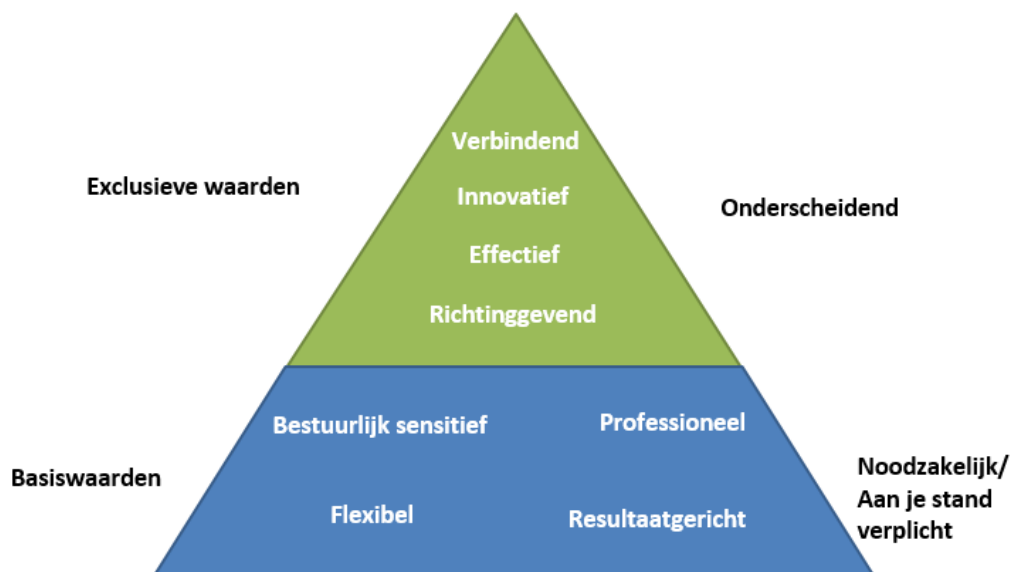 Verbindend
Exclusieve waarden
Innovatief
Onderscheidend
Effectief
Richtinggevend
Bestuurlijk sensitief
Professioneel
Basiswaarden
Noodzakelijk/
Aan je stand
verplicht
Flexibel
Resultaatgericht